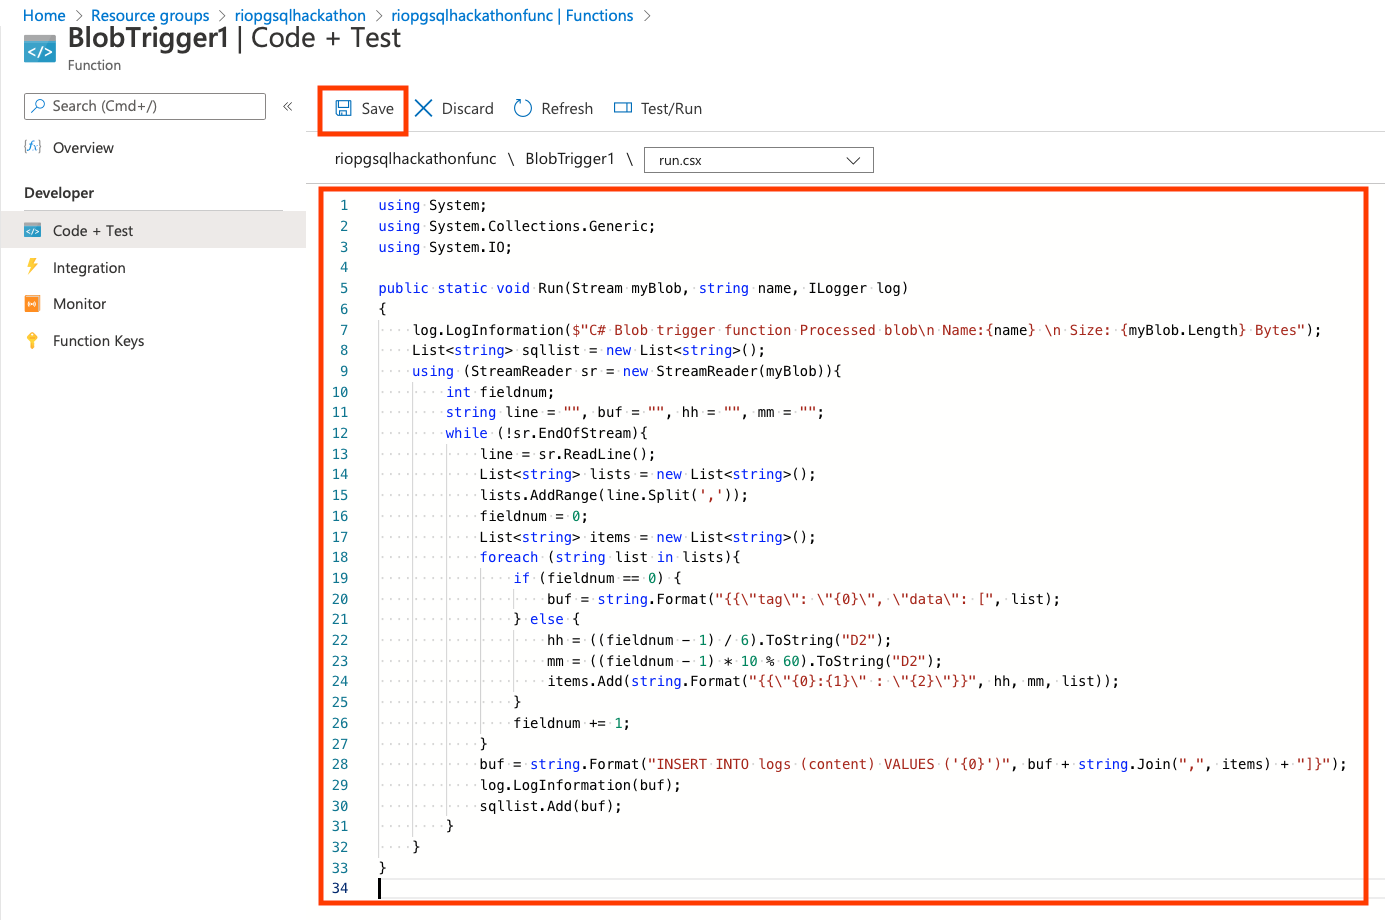 Home > Resource groups > riopgsqlhackathon > riopgsqlhackathonfunc | Functions >
BlobTrigger1 | Code + Test
Function
Search (Cmd+/)
«
Overview
Developer
Code + Test
Integration
Monitor
Function Keys
Save Discard Refresh Test/Run
riopgsqlhackathonfunc \ BlobTrigger1 \ run.csx
1 using System;
2 using System.Collections.Generic;
3 using System.IO;
4
5 public static void Run(Stream myBlob, string name, ILogger log)
6 {
7     log.LogInformation($"C# Blob trigger function Processed blob\n Name:{name} \n Size: {myBlob.Length} Bytes");
8     List<string> sqllist = new List<string>();
9     using (StreamReader sr = new StreamReader(myBlob)){
10         int fieldnum;
11         string line = "", buf = "", hh = "", mm = "";
12         while (!sr.EndOfStream){
13             line = sr.ReadLine();
14             List<string> lists = new List<string>();
15             lists.AddRange(line.Split(','));
16             fieldnum = 0;
17             List<string> items = new List<string>();
18             foreach (string list in lists){
19                 if (fieldnum == 0) {
20                     buf = string.Format("{{\"tag\": \"{0}\", \"data\": [", list);
21                 } else {
22                     hh = ((fieldnum - 1) / 6).ToString("D2");
23                     mm = ((fieldnum - 1) * 10 % 60).ToString("D2");
24                     items.Add(string.Format("{{\"{0}:{1}\" : \"{2}\"}}", hh, mm, list));
25                 }
26                 fieldnum += 1;
27             }
28             buf = string.Format("INSERT INTO logs (content) VALUES ('{0}')", buf + string.Join(",", items) + "]}");
29             log.LogInformation(buf);
30             sqllist.Add(buf);
31         }
32     }
33 }
34